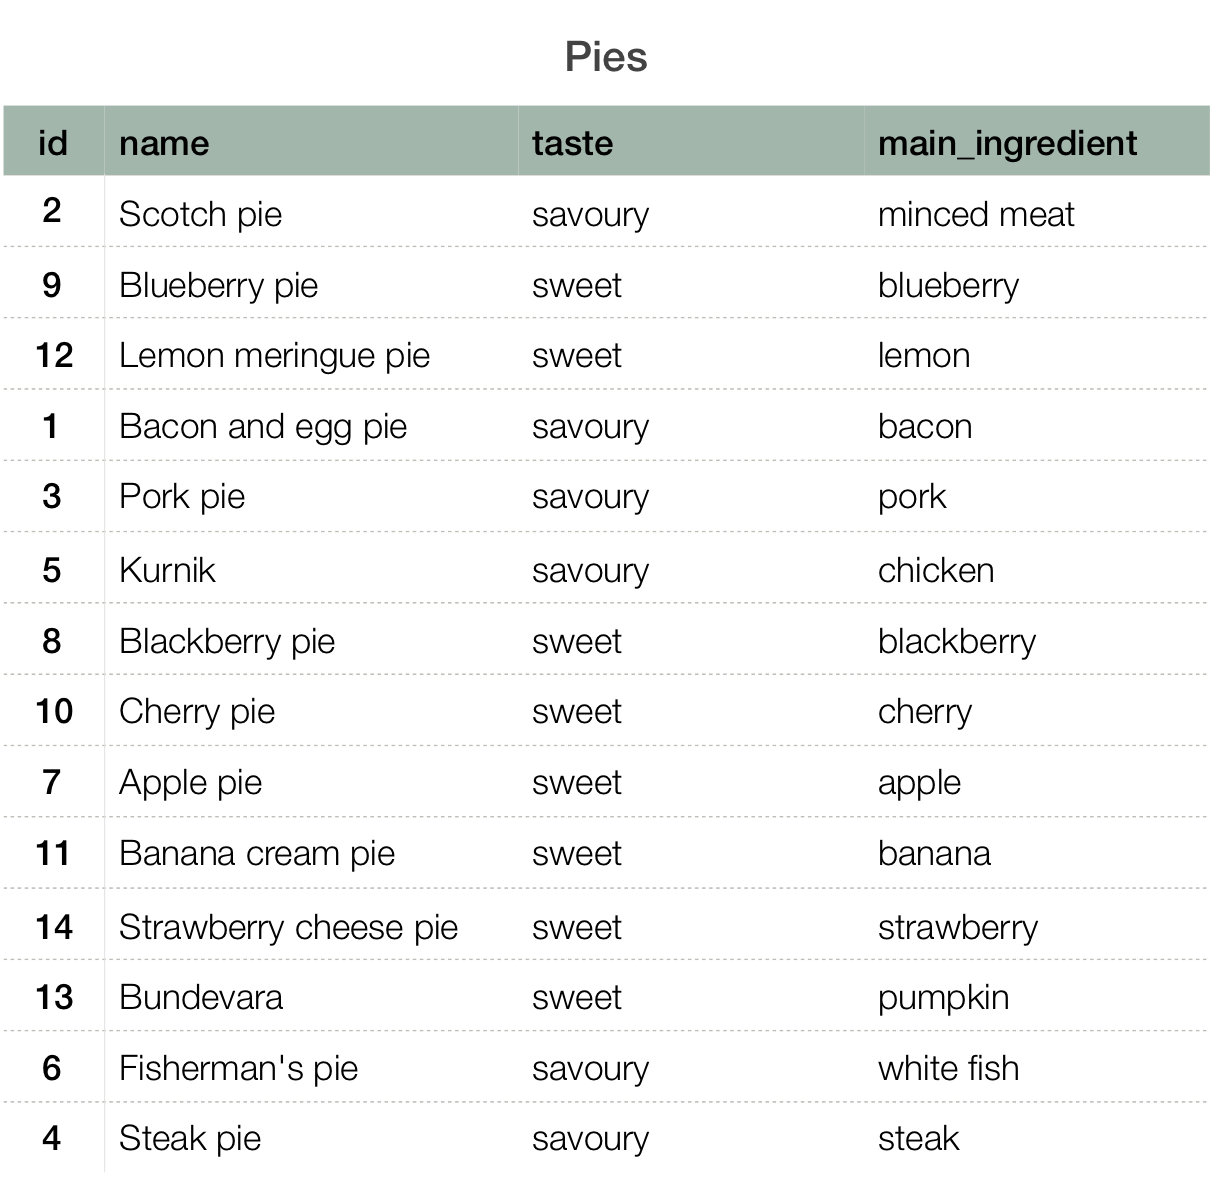 Pies
id name taste main_ingredient
2 Scotch pie savoury minced meat
9 Blueberry pie sweet blueberry
12 Lemon meringue pie sweet lemon
1 Bacon and egg pie savoury bacon
3 Pork pie savoury pork
5 Kurnik savoury chicken
8 Blackberry pie sweet blackberry
10 Cherry pie sweet cherry
7 Apple pie sweet apple
11 Banana cream pie sweet banana
14 Strawberry cheese pie sweet strawberry
13 Bundevara sweet pumpkin
6 Fisherman's pie savoury white fish
4 Steak pie savoury steak